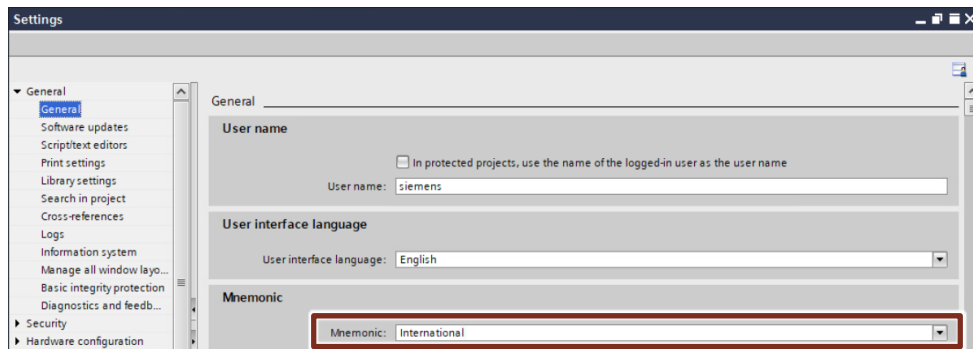 Settings
General
General
Software updates
Script/text editors
Print settings
Library settings
Search in project
Cross-references
Logs
Information system
Manage all window layo...
Basic integrity protection
Diagnostics and feedb...
Security
Hardware configuration
General
User name
In protected projects, use the name of the logged-in user as the user name
User name: siemens
User interface language
User interface language: English
Mnemonic
Mnemonic: International